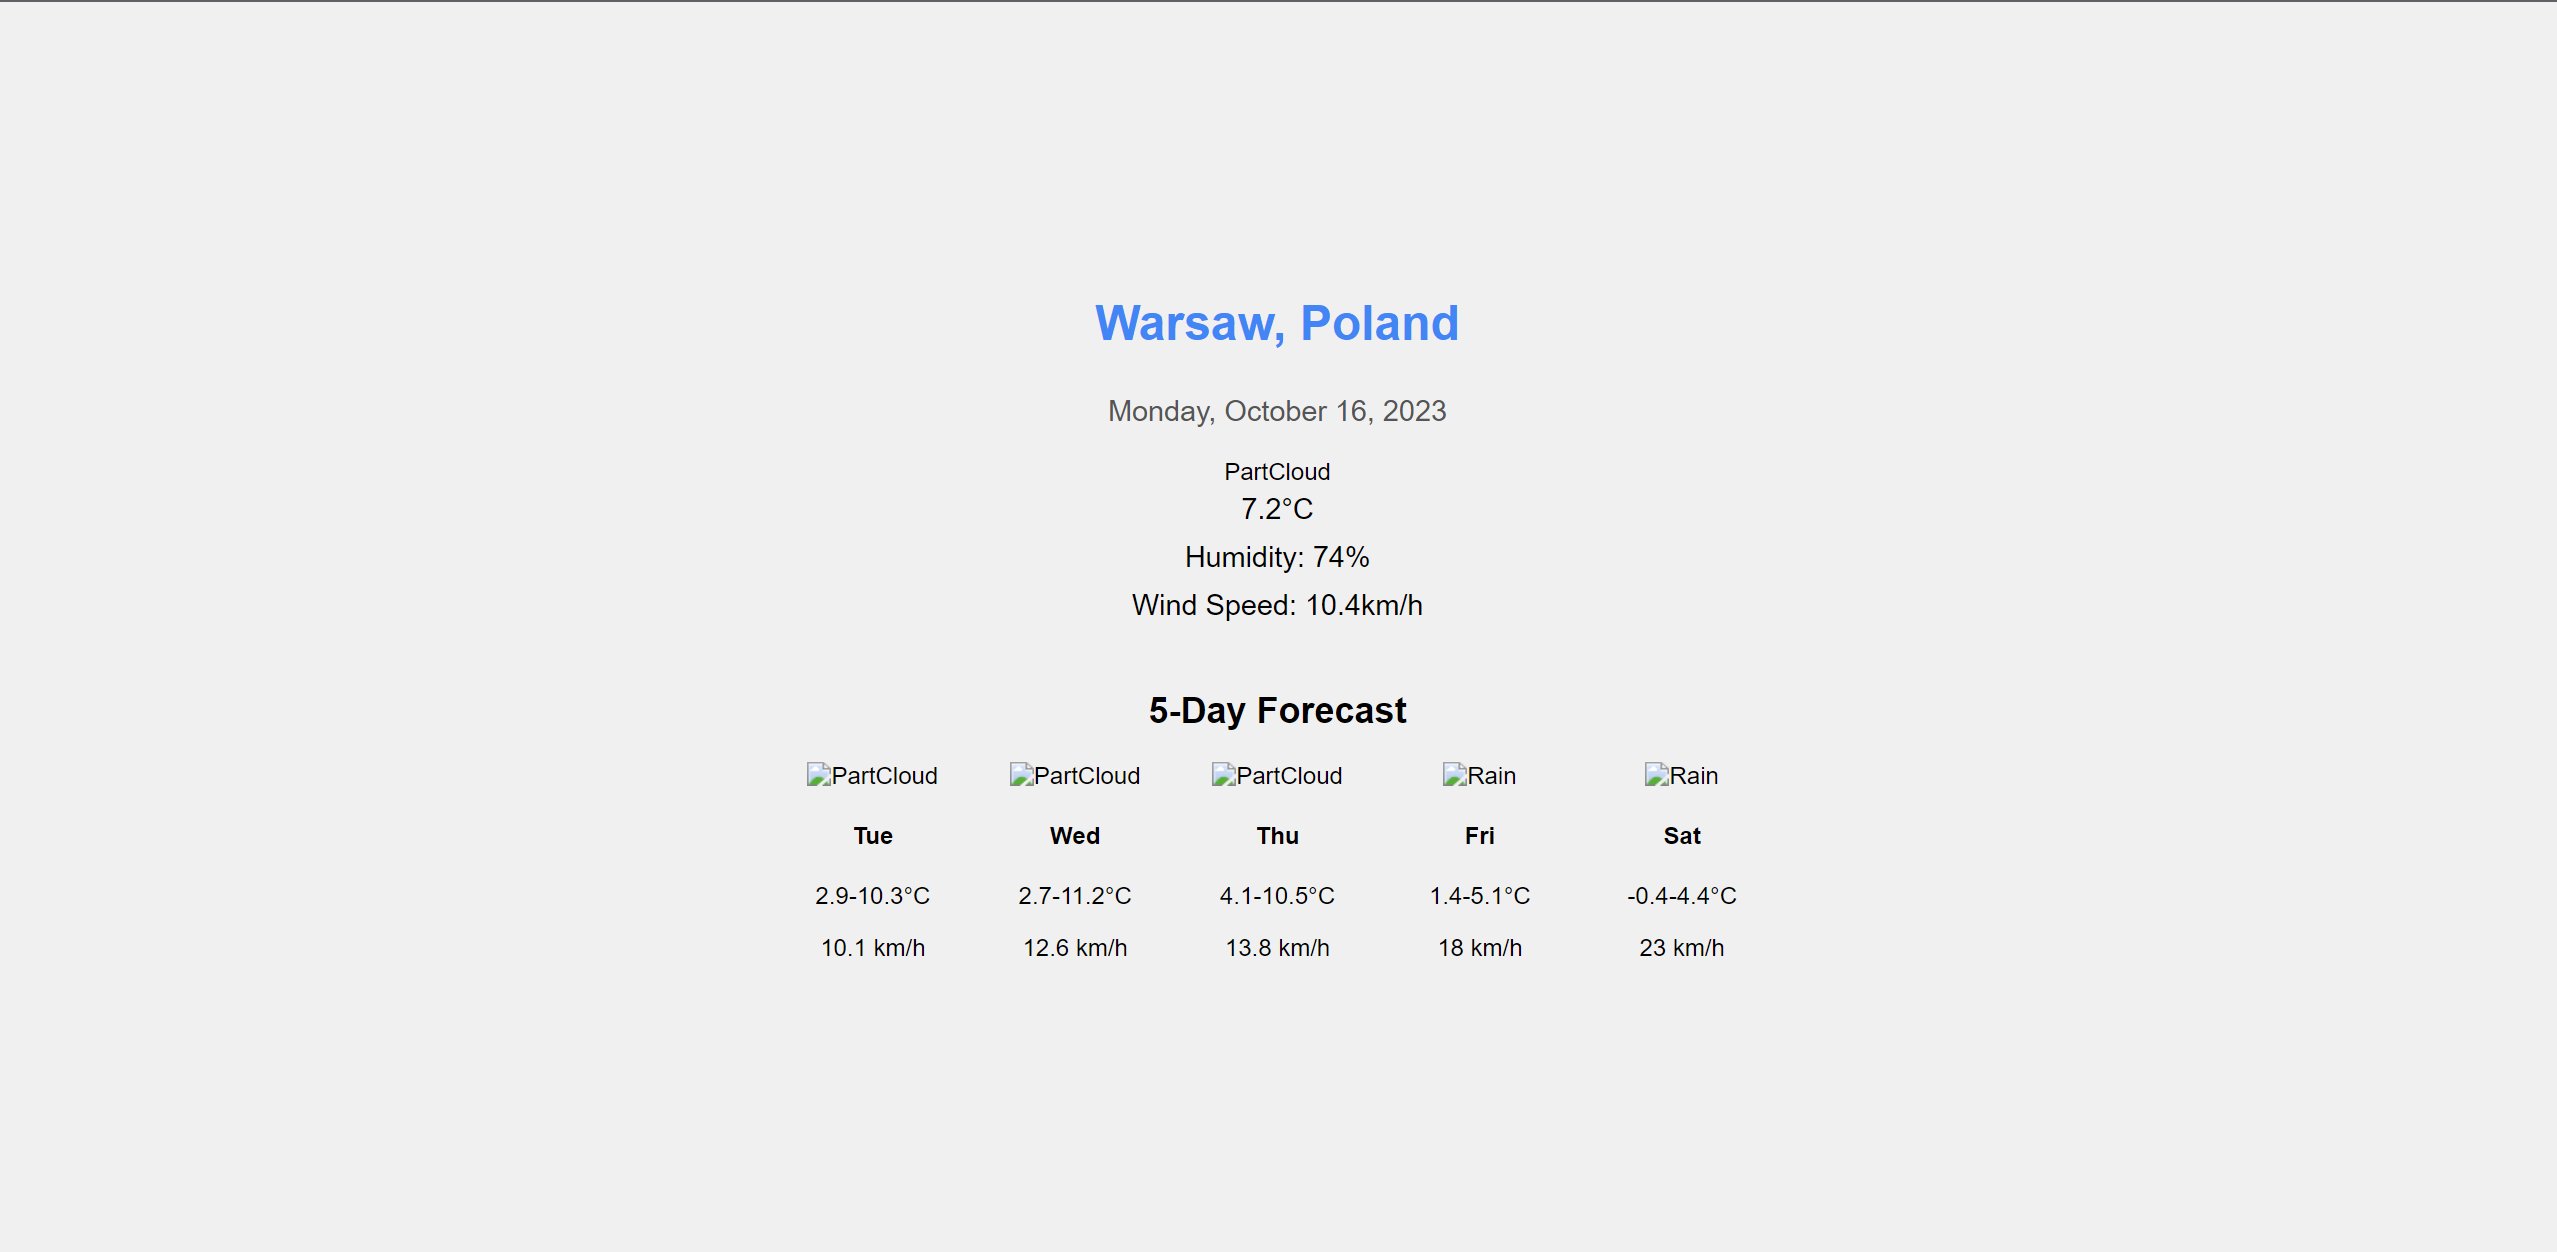 Warsaw, Poland
Monday, October 16, 2023
PartCloud
7.2°C
Humidity: 74%
Wind Speed: 10.4km/h
5-Day Forecast
PartCloud PartCloud PartCloud Rain Rain
Tue Wed Thu Fri Sat
2.9-10.3°C 2.7-11.2°C 4.1-10.5°C 1.4-5.1°C -0.4-4.4°C
10.1 km/h 12.6 km/h 13.8 km/h 18 km/h 23 km/h